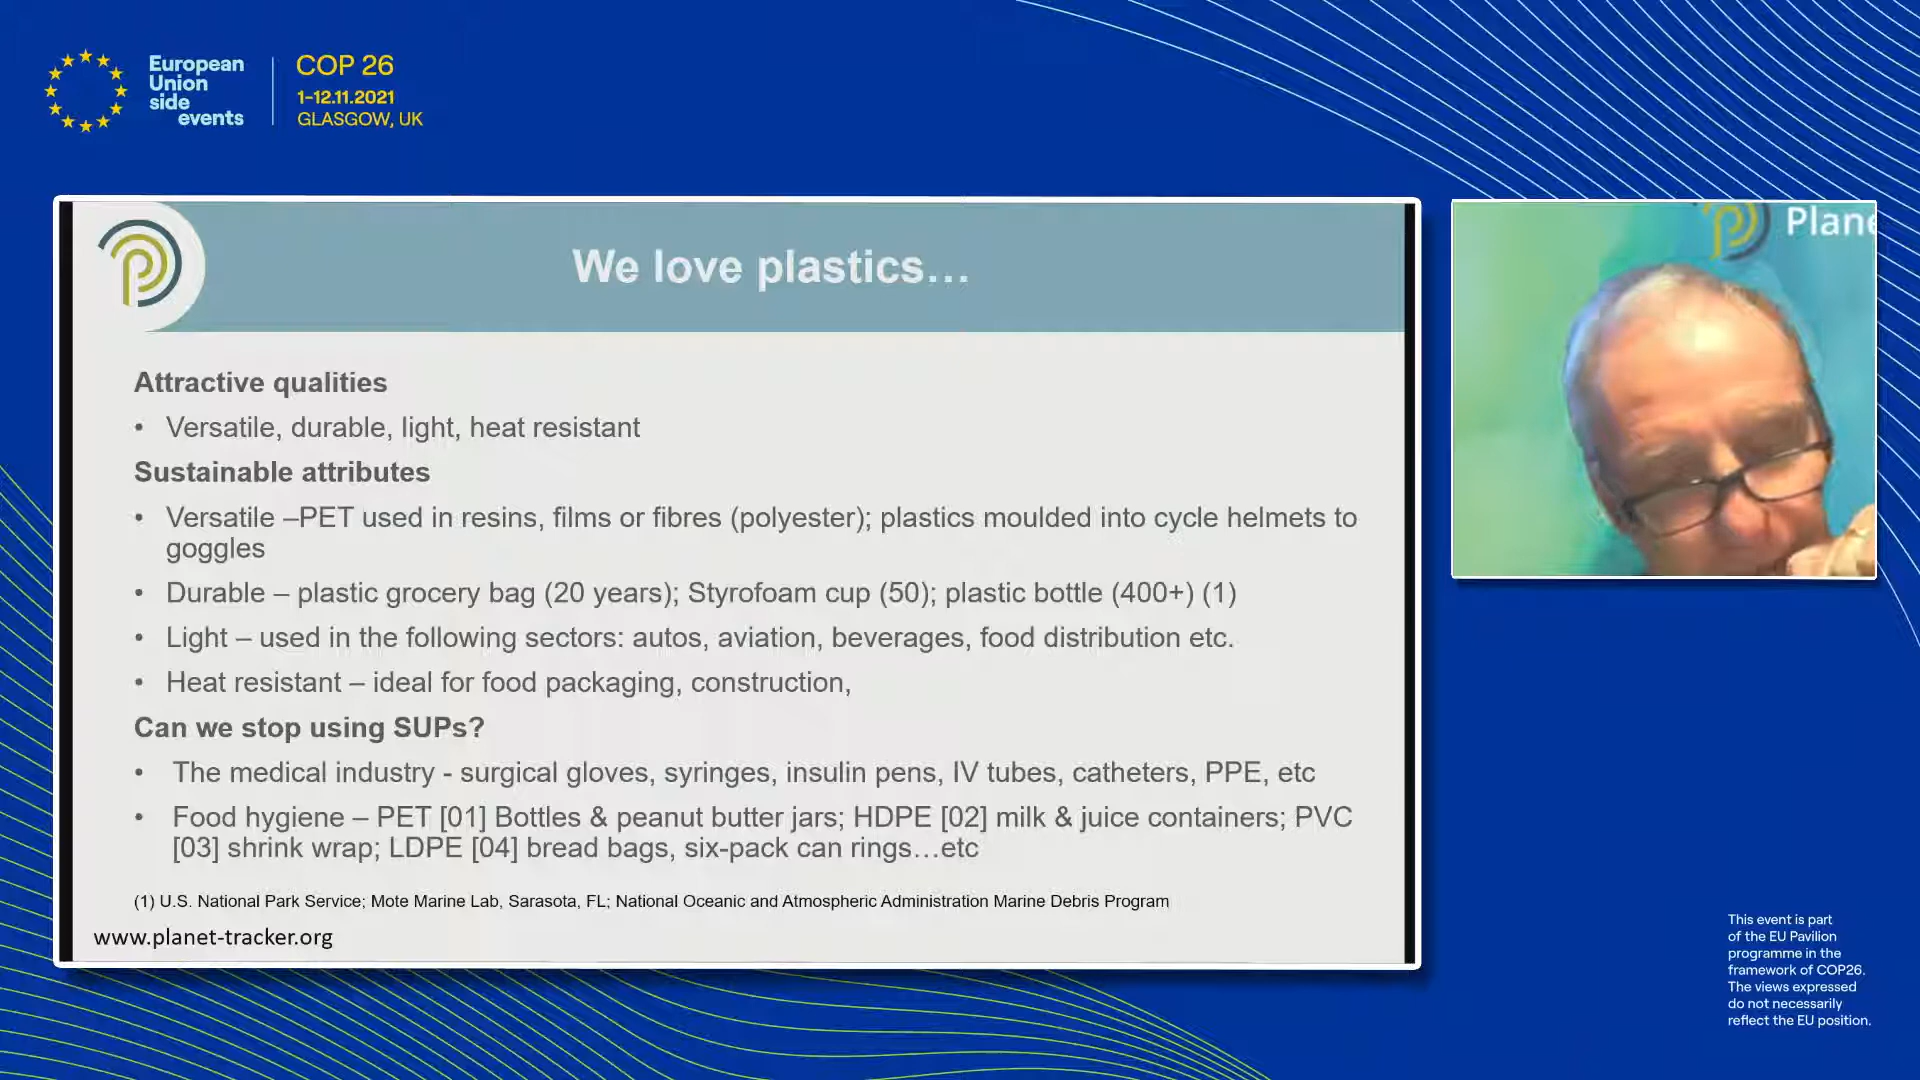 European
Union
side
events
COP 26
1-12.11.2021
GLASGOW, UK
We love plastics…
Attractive qualities
• Versatile, durable, light, heat resistant
Sustainable attributes
• Versatile –PET used in resins, films or fibres (polyester); plastics moulded into cycle helmets to
goggles
• Durable – plastic grocery bag (20 years); Styrofoam cup (50); plastic bottle (400+) (1)
• Light – used in the following sectors: autos, aviation, beverages, food distribution etc.
• Heat resistant – ideal for food packaging, construction,
Can we stop using SUPs?
• The medical industry - surgical gloves, syringes, insulin pens, IV tubes, catheters, PPE, etc
• Food hygiene – PET [01] Bottles & peanut butter jars; HDPE [02] milk & juice containers; PVC
[03] shrink wrap; LDPE [04] bread bags, six-pack can rings…etc
(1) U.S. National Park Service; Mote Marine Lab, Sarasota, FL; National Oceanic and Atmospheric Administration Marine Debris Program
www.planet-tracker.org
Plane
This event is part
of the EU Pavilion
programme in the
framework of COP26.
The views expressed
do not necessarily
reflect the EU position.